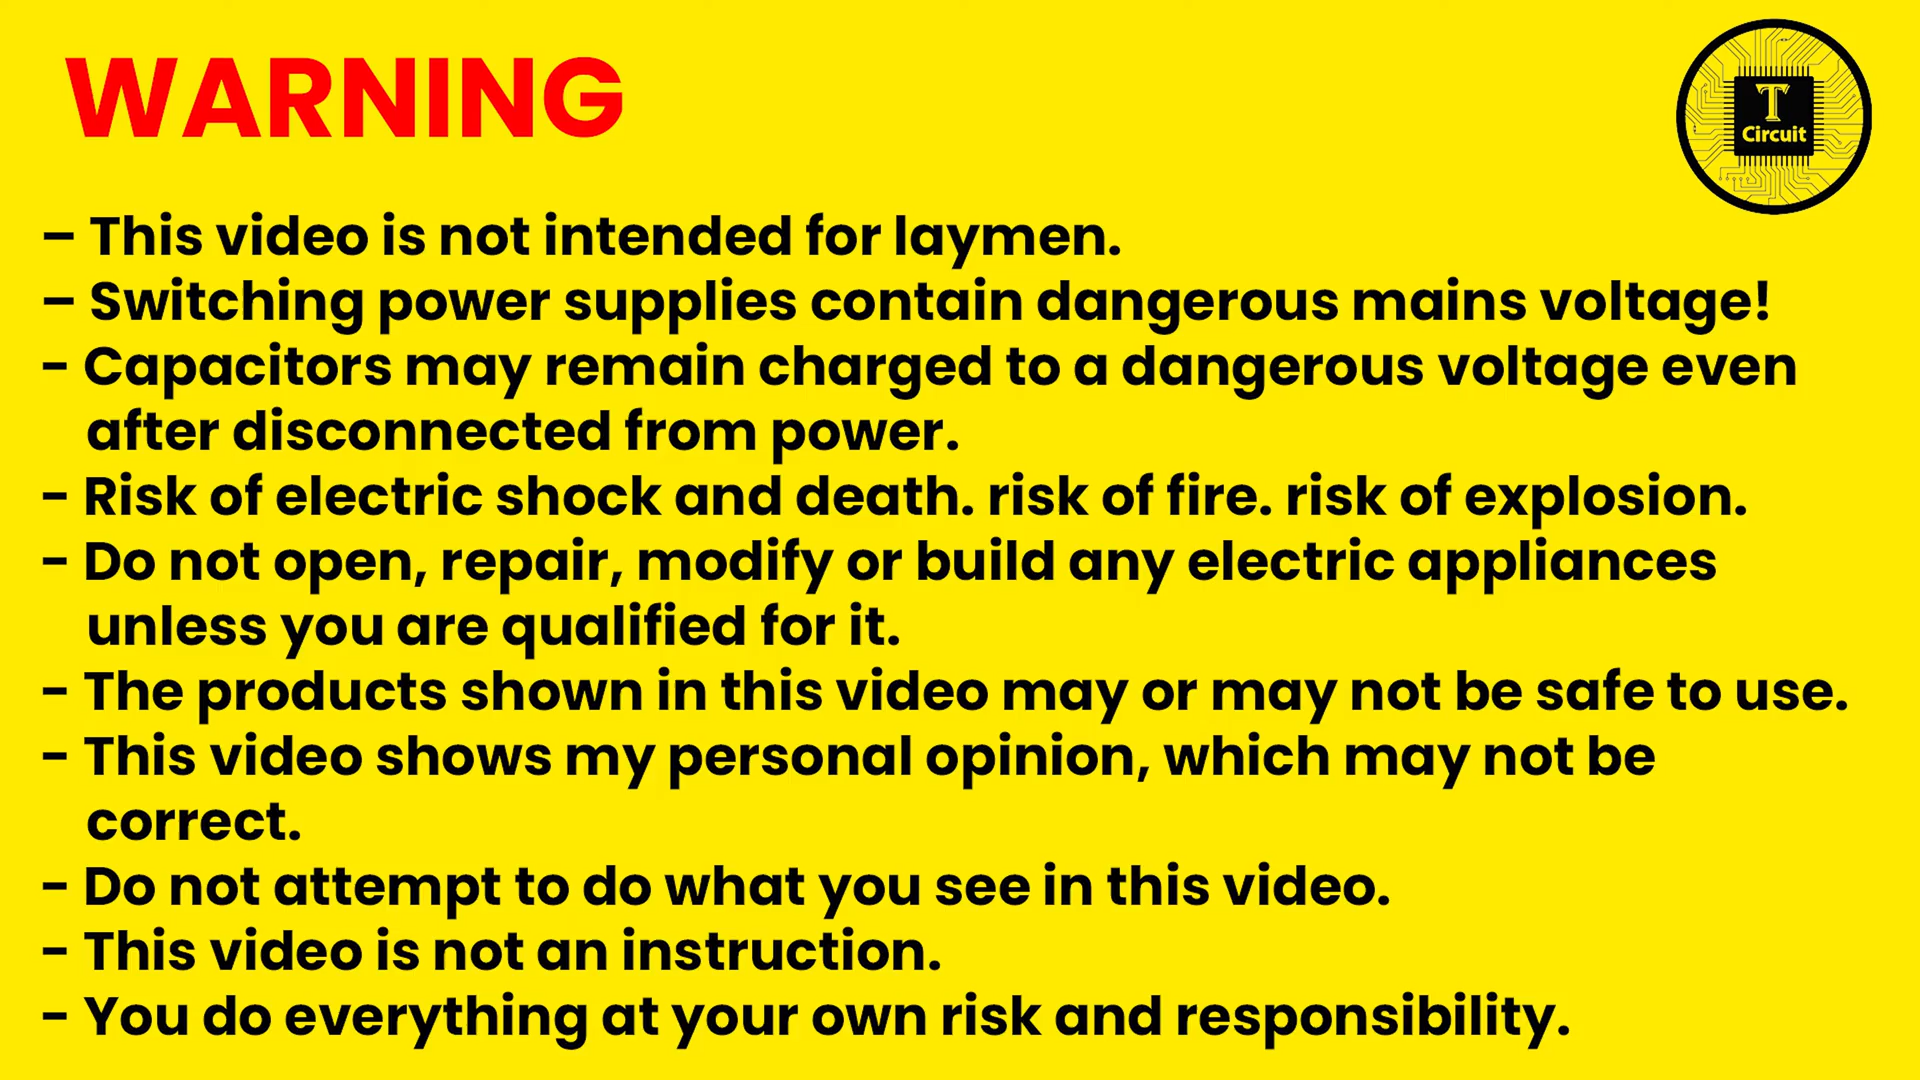 WARNING
T
Circuit
– This video is not intended for laymen.
– Switching power supplies contain dangerous mains voltage!
- Capacitors may remain charged to a dangerous voltage even
after disconnected from power.
- Risk of electric shock and death. risk of fire. risk of explosion.
- Do not open, repair, modify or build any electric appliances
unless you are qualified for it.
- The products shown in this video may or may not be safe to use.
- This video shows my personal opinion, which may not be
correct.
- Do not attempt to do what you see in this video.
- This video is not an instruction.
- You do everything at your own risk and responsibility.